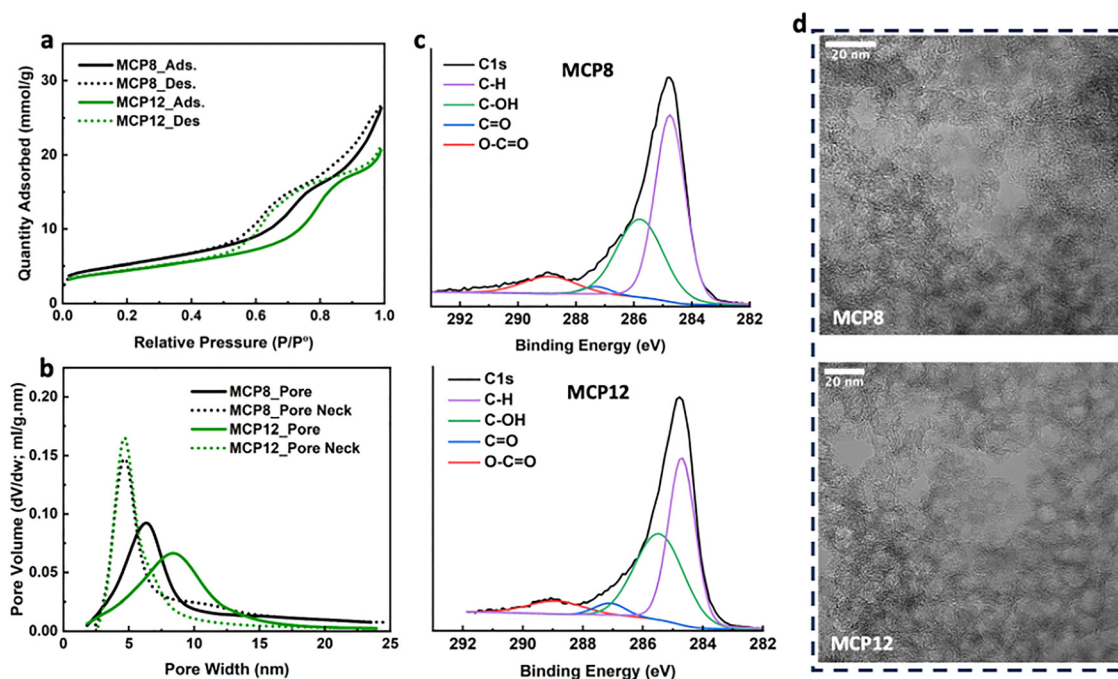 a
MCP8_Ads.
MCP8_Des.
MCP12_Ads.
MCP12_Des
Quantity Adsorbed (mmol/g)
30
20
10
0
0.0 0.2 0.4 0.6 0.8 1.0
Relative Pressure (P/Pº)
b
MCP8_Pore
MCP8_Pore Neck
MCP12_Pore
MCP12_Pore Neck
Pore Volume (dV/dw; ml/g.nm)
0.20
0.15
0.10
0.05
0.00
0 5 10 15 20 25
Pore Width (nm)
c
MCP8
C1s
C-H
C-OH
C=O
O-C=O
292 290 288 286 284 282
Binding Energy (eV)
MCP12
C1s
C-H
C-OH
C=O
O-C=O
292 290 288 286 284 282
Binding Energy (eV)
d
20 nm
MCP8
20 nm
MCP12